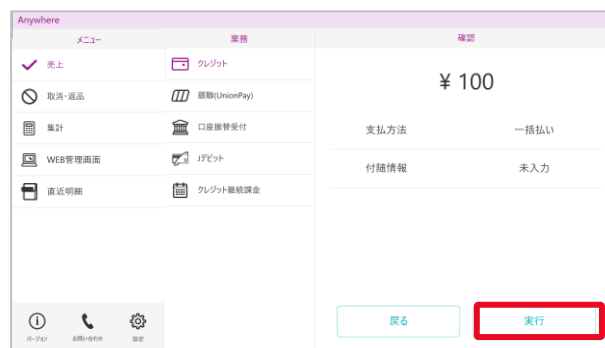 Anywhere
メニュー
業務
確認
売上
取消・返品
集計
WEB管理画面
直近明細
バージョン
お問い合わせ
設定
クレジット
銀聯(UnionPay)
口座振替受付
Jデビット
クレジット継続課金
¥ 100
支払方法 一括払い
付随情報 未入力
戻る
実行